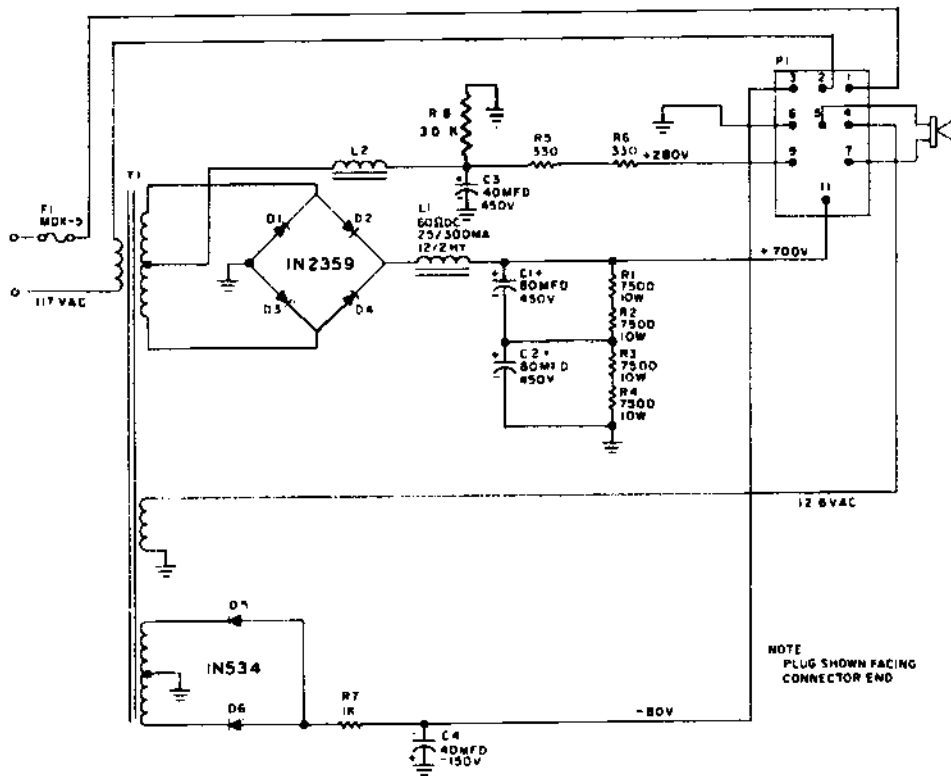 P1
3 2 1
6 5 4
9 7
11
R 8
30 K
R5
330
R6
330
+280V
L2
T1
F1
MDX-5
C3
40MFD
450V
L1
60ΩDC
25/300MA
12/2HY
D1
D2
IN2359
D3
D4
117 VAC
+700V
C1+
80MFD
450V
C2+
80MFD
450V
R1
7500
10W
R2
7500
10W
R3
7500
10W
R4
7500
10W
12 6VAC
D5
IN534
D6
R7
1K
-80V
C4
40MFD
-150V
NOTE
PLUG SHOWN FACING
CONNECTOR END